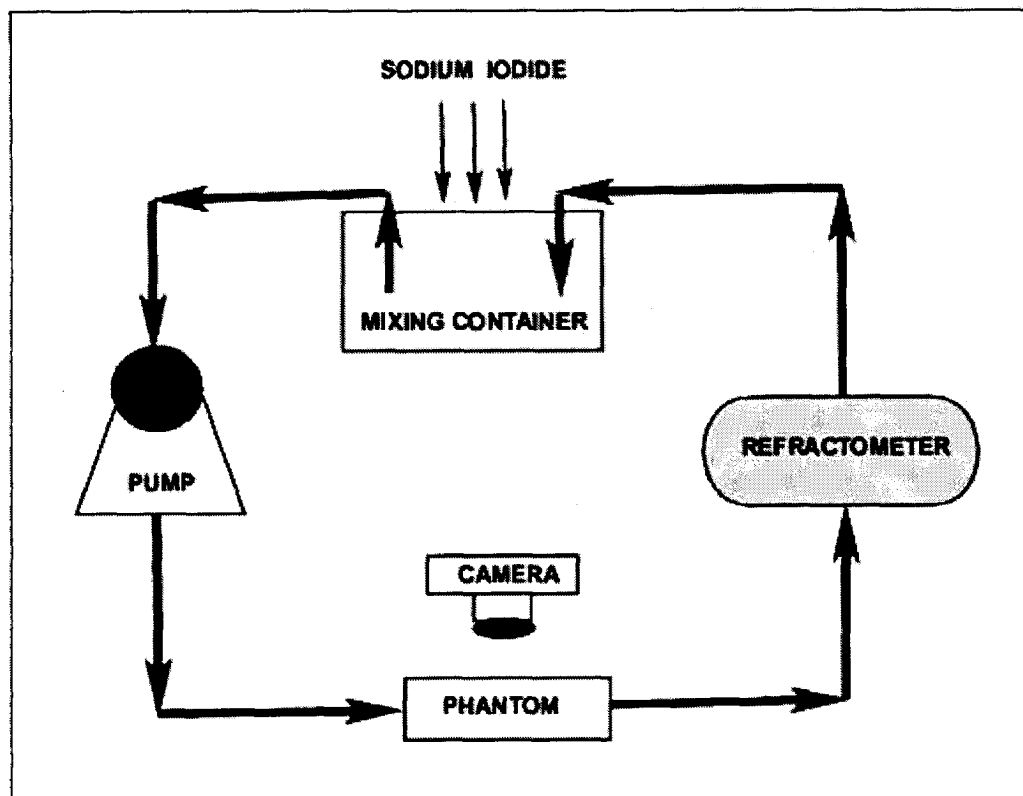 SODIUM IODIDE
MIXING CONTAINER
REFRACTOMETER
PUMP
CAMERA
PHANTOM